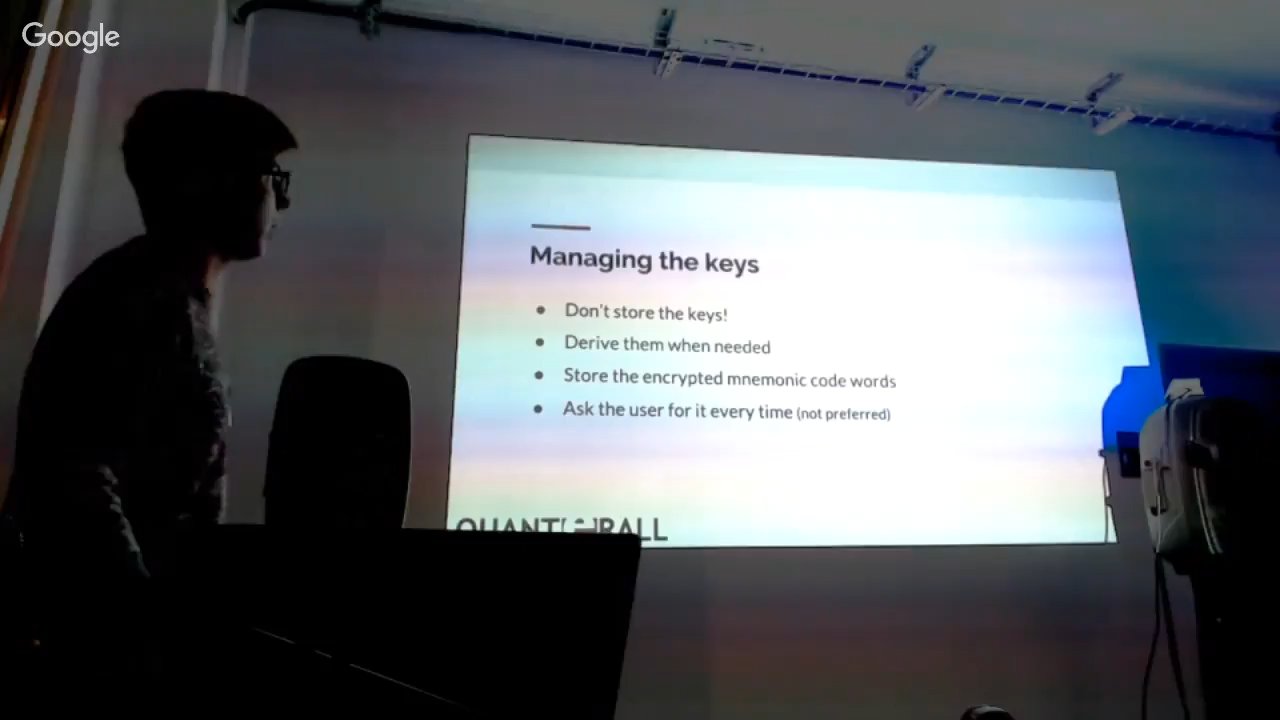 Google
Managing the keys
• Don't store the keys!
• Derive them when needed
• Store the encrypted mnemonic code words
• Ask the user for it every time (not preferred)